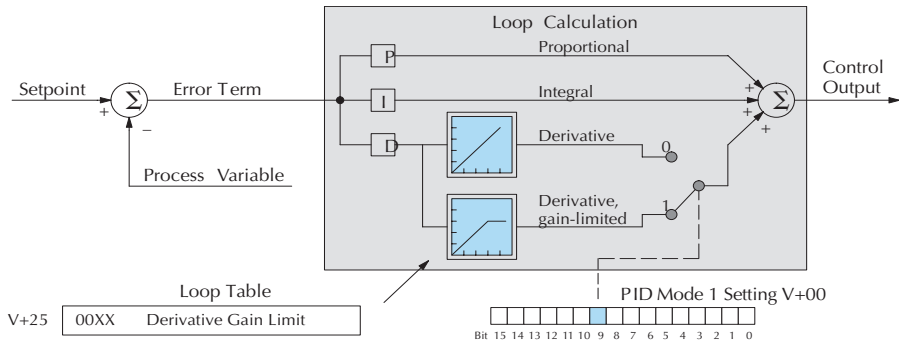 Loop Calculation
P
Proportional
Setpoint
+
Σ
−
Error Term
I
Integral
+
+
+
Σ
Control
Output
D
Derivative
0
Process Variable
Derivative,
gain-limited
1
Loop Table
V+25
00XX Derivative Gain Limit
PID Mode 1 Setting V+00
Bit 15 14 13 12 11 10 9 8 7 6 5 4 3 2 1 0